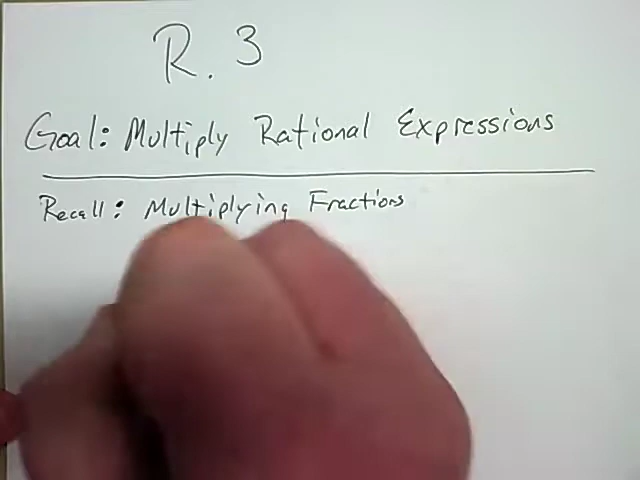 R. 3
Goal: Multiply Rational Expressions
Recall: Multiplying Fractions